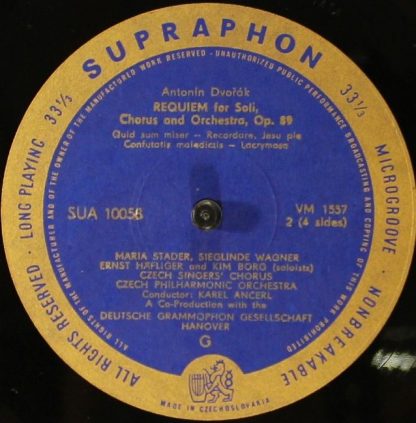 SUPRAPHON
33⅓
33⅓
LONG PLAYING
MICROGROOVE · NONBREAKABLE
ALL RIGHTS RESERVED ·
ALL RIGHTS OF THE MANUFACTURER AND OF THE OWNER OF THE MANUFACTURED WORK RESERVED · UNAUTHORIZED PUBLIC PERFORMANCE BROADCASTING AND COPYING OF THIS WORK PROHIBITED
Antonín Dvořák
REQUIEM for Soli,
Chorus and Orchestra, Op. 89
Quid sum miser – Recordare, Jesu pie
Confutatis maledictis – Lacrymosa
SUA 10056
VM 1557
2 (4 sides)
MARIA STADER, SIEGLINDE WAGNER
ERNST HÄFLIGER and KIM BORG (soloists)
CZECH SINGERS' CHORUS
CZECH PHILHARMONIC ORCHESTRA
Conductor: KAREL ANCERL
A Co-Production with the
DEUTSCHE GRAMMOPHON GESELLSCHAFT
HANOVER
G
MADE IN CZECHOSLOVAKIA